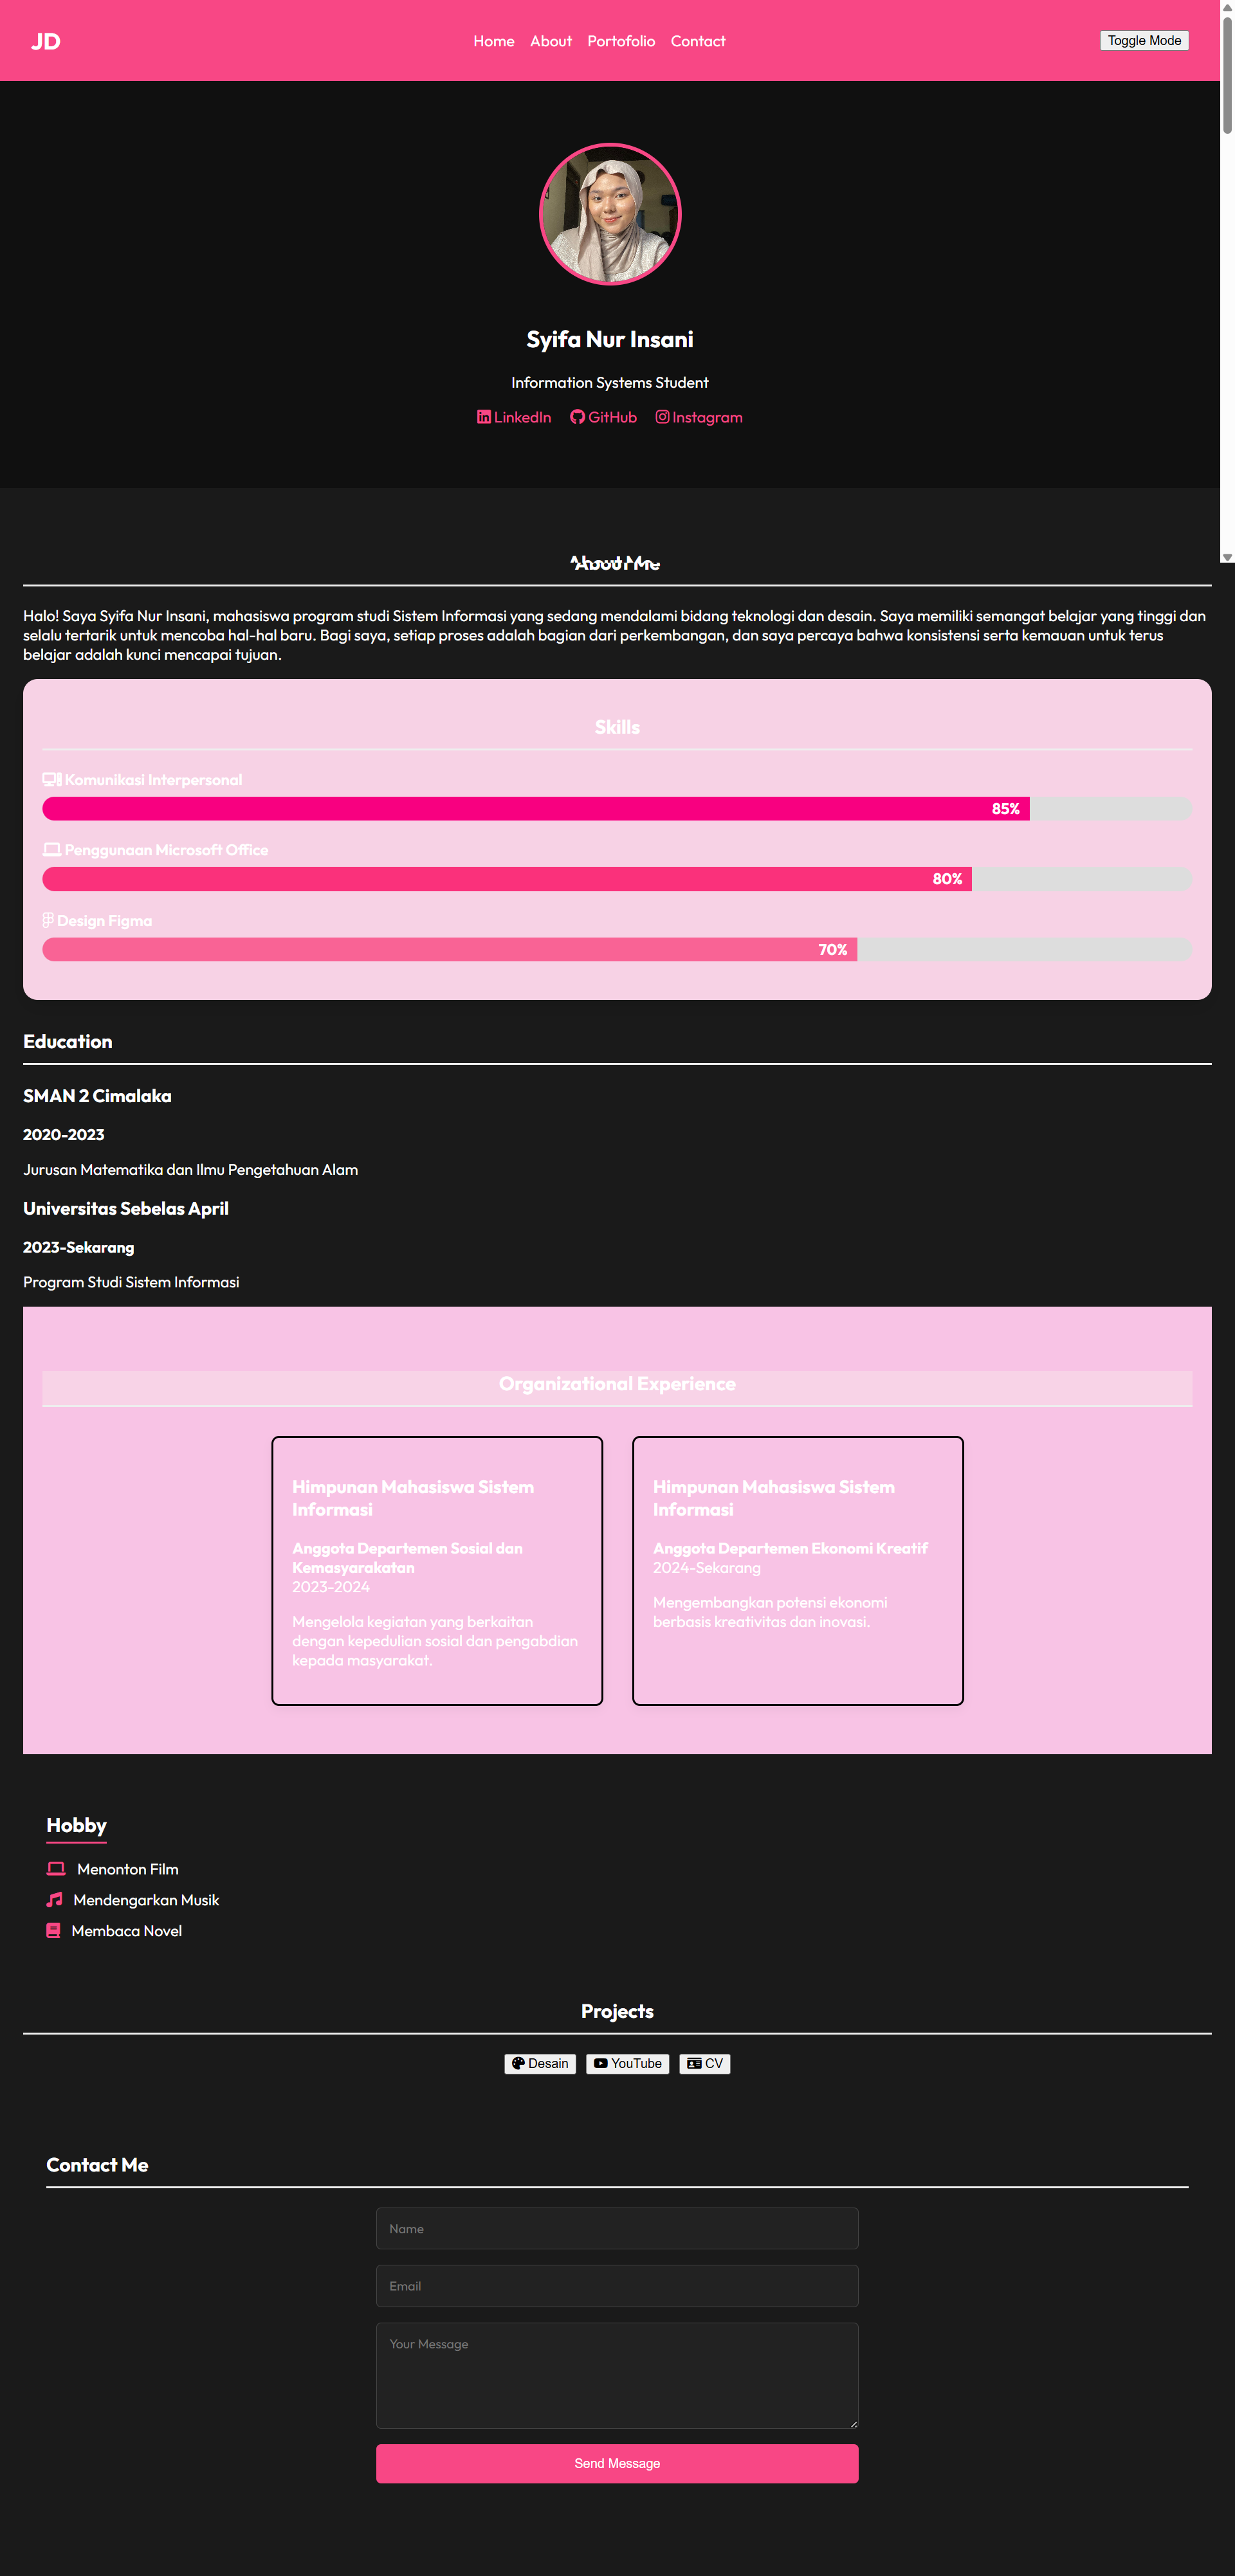 JD
Home About Portofolio Contact
Toggle Mode
Syifa Nur Insani
Information Systems Student
LinkedIn GitHub Instagram
About Me
Halo! Saya Syifa Nur Insani, mahasiswa program studi Sistem Informasi yang sedang mendalami bidang teknologi dan desain. Saya memiliki semangat belajar yang tinggi dan
selalu tertarik untuk mencoba hal-hal baru. Bagi saya, setiap proses adalah bagian dari perkembangan, dan saya percaya bahwa konsistensi serta kemauan untuk terus
belajar adalah kunci mencapai tujuan.
Skills
Komunikasi Interpersonal
85%
Penggunaan Microsoft Office
80%
Design Figma
70%
Education
SMAN 2 Cimalaka
2020-2023
Jurusan Matematika dan Ilmu Pengetahuan Alam
Universitas Sebelas April
2023-Sekarang
Program Studi Sistem Informasi
Organizational Experience
Himpunan Mahasiswa Sistem
Informasi
Anggota Departemen Sosial dan
Kemasyarakatan
2023-2024
Mengelola kegiatan yang berkaitan
dengan kepedulian sosial dan pengabdian
kepada masyarakat.
Himpunan Mahasiswa Sistem
Informasi
Anggota Departemen Ekonomi Kreatif
2024-Sekarang
Mengembangkan potensi ekonomi
berbasis kreativitas dan inovasi.
Hobby
Menonton Film
Mendengarkan Musik
Membaca Novel
Projects
Desain YouTube CV
Contact Me
Name
Email
Your Message
Send Message